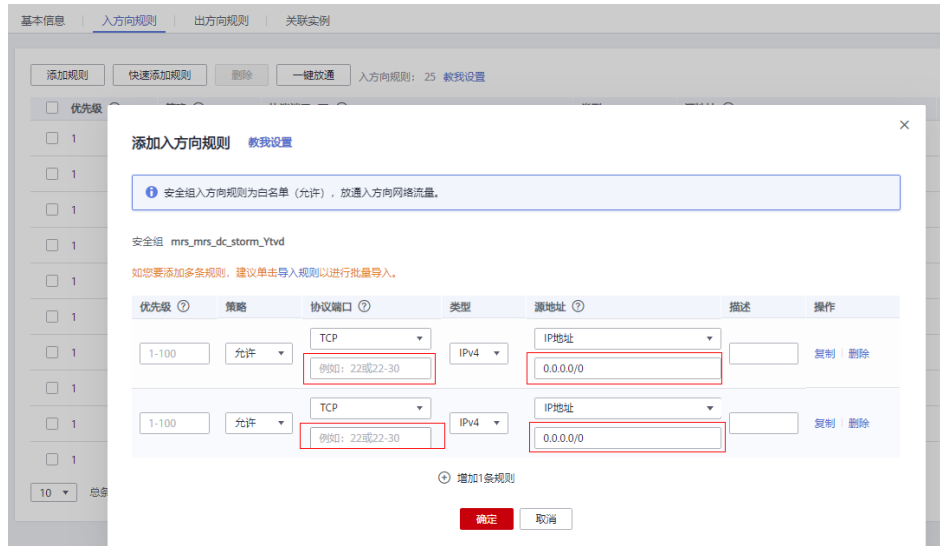 基本信息 入方向规则 出方向规则 关联实例
添加规则 快速添加规则 删除 一键放通 入方向规则: 25 教我设置
优先级
1
添加入方向规则 教我设置
1
安全组入方向规则为白名单（允许），放通入方向网络流量。
1
安全组 mrs_mrs_dc_storm_Ytvd
1
如您要添加多条规则，建议单击导入规则以进行批量导入。
1
优先级 策略 协议端口 类型 源地址 描述 操作
1
TCP IP地址
1-100 允许 IPv4 复制 删除
1
例如: 22或22-30 0.0.0.0/0
1
TCP IP地址
1-100 允许 IPv4 复制 删除
1
例如: 22或22-30 0.0.0.0/0
1
增加1条规则
10 总条
确定 取消